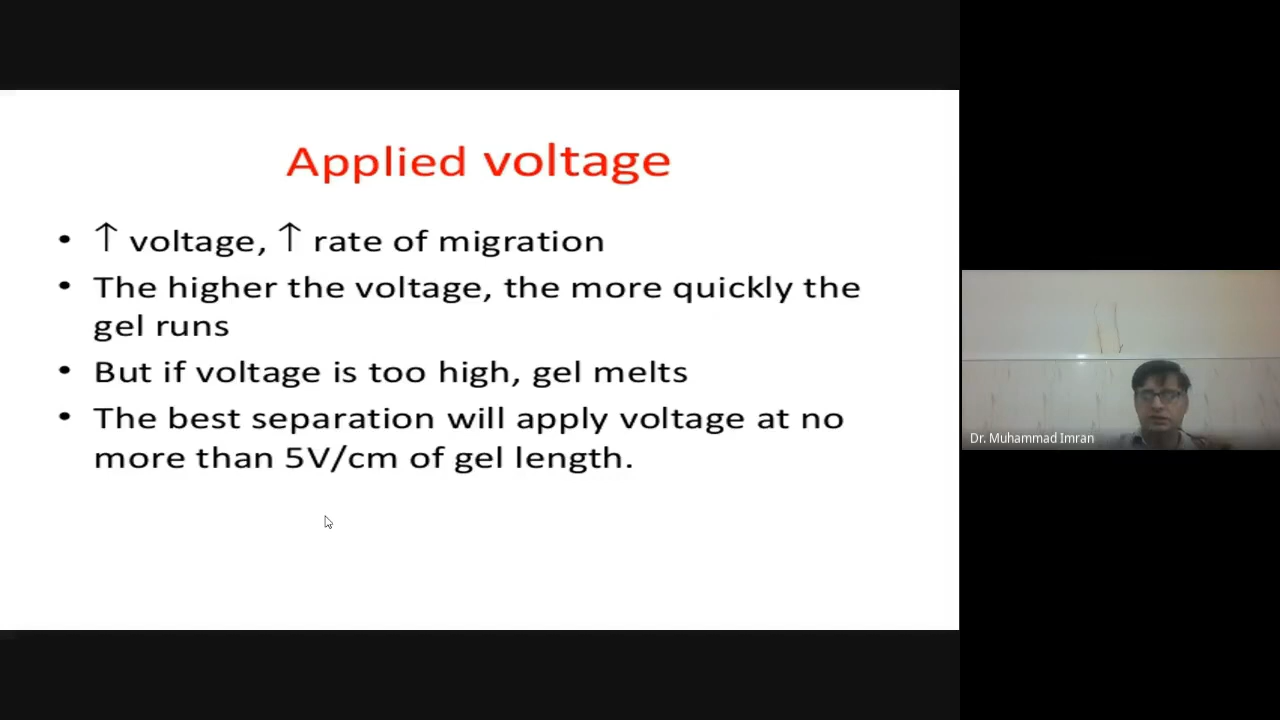 Applied voltage
• ↑ voltage, ↑ rate of migration
• The higher the voltage, the more quickly the
gel runs
• But if voltage is too high, gel melts
• The best separation will apply voltage at no
more than 5V/cm of gel length.
Dr. Muhammad Imran